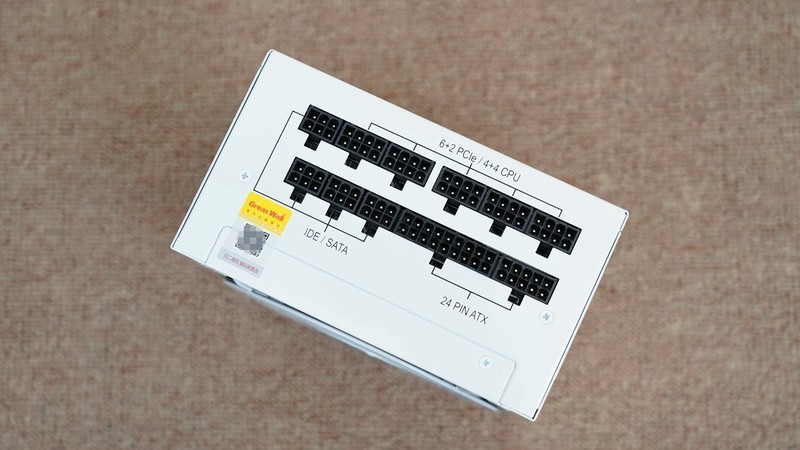 6+2 PCIe / 4+4 CPU
Great Wall
IDE / SATA
24 PIN ATX